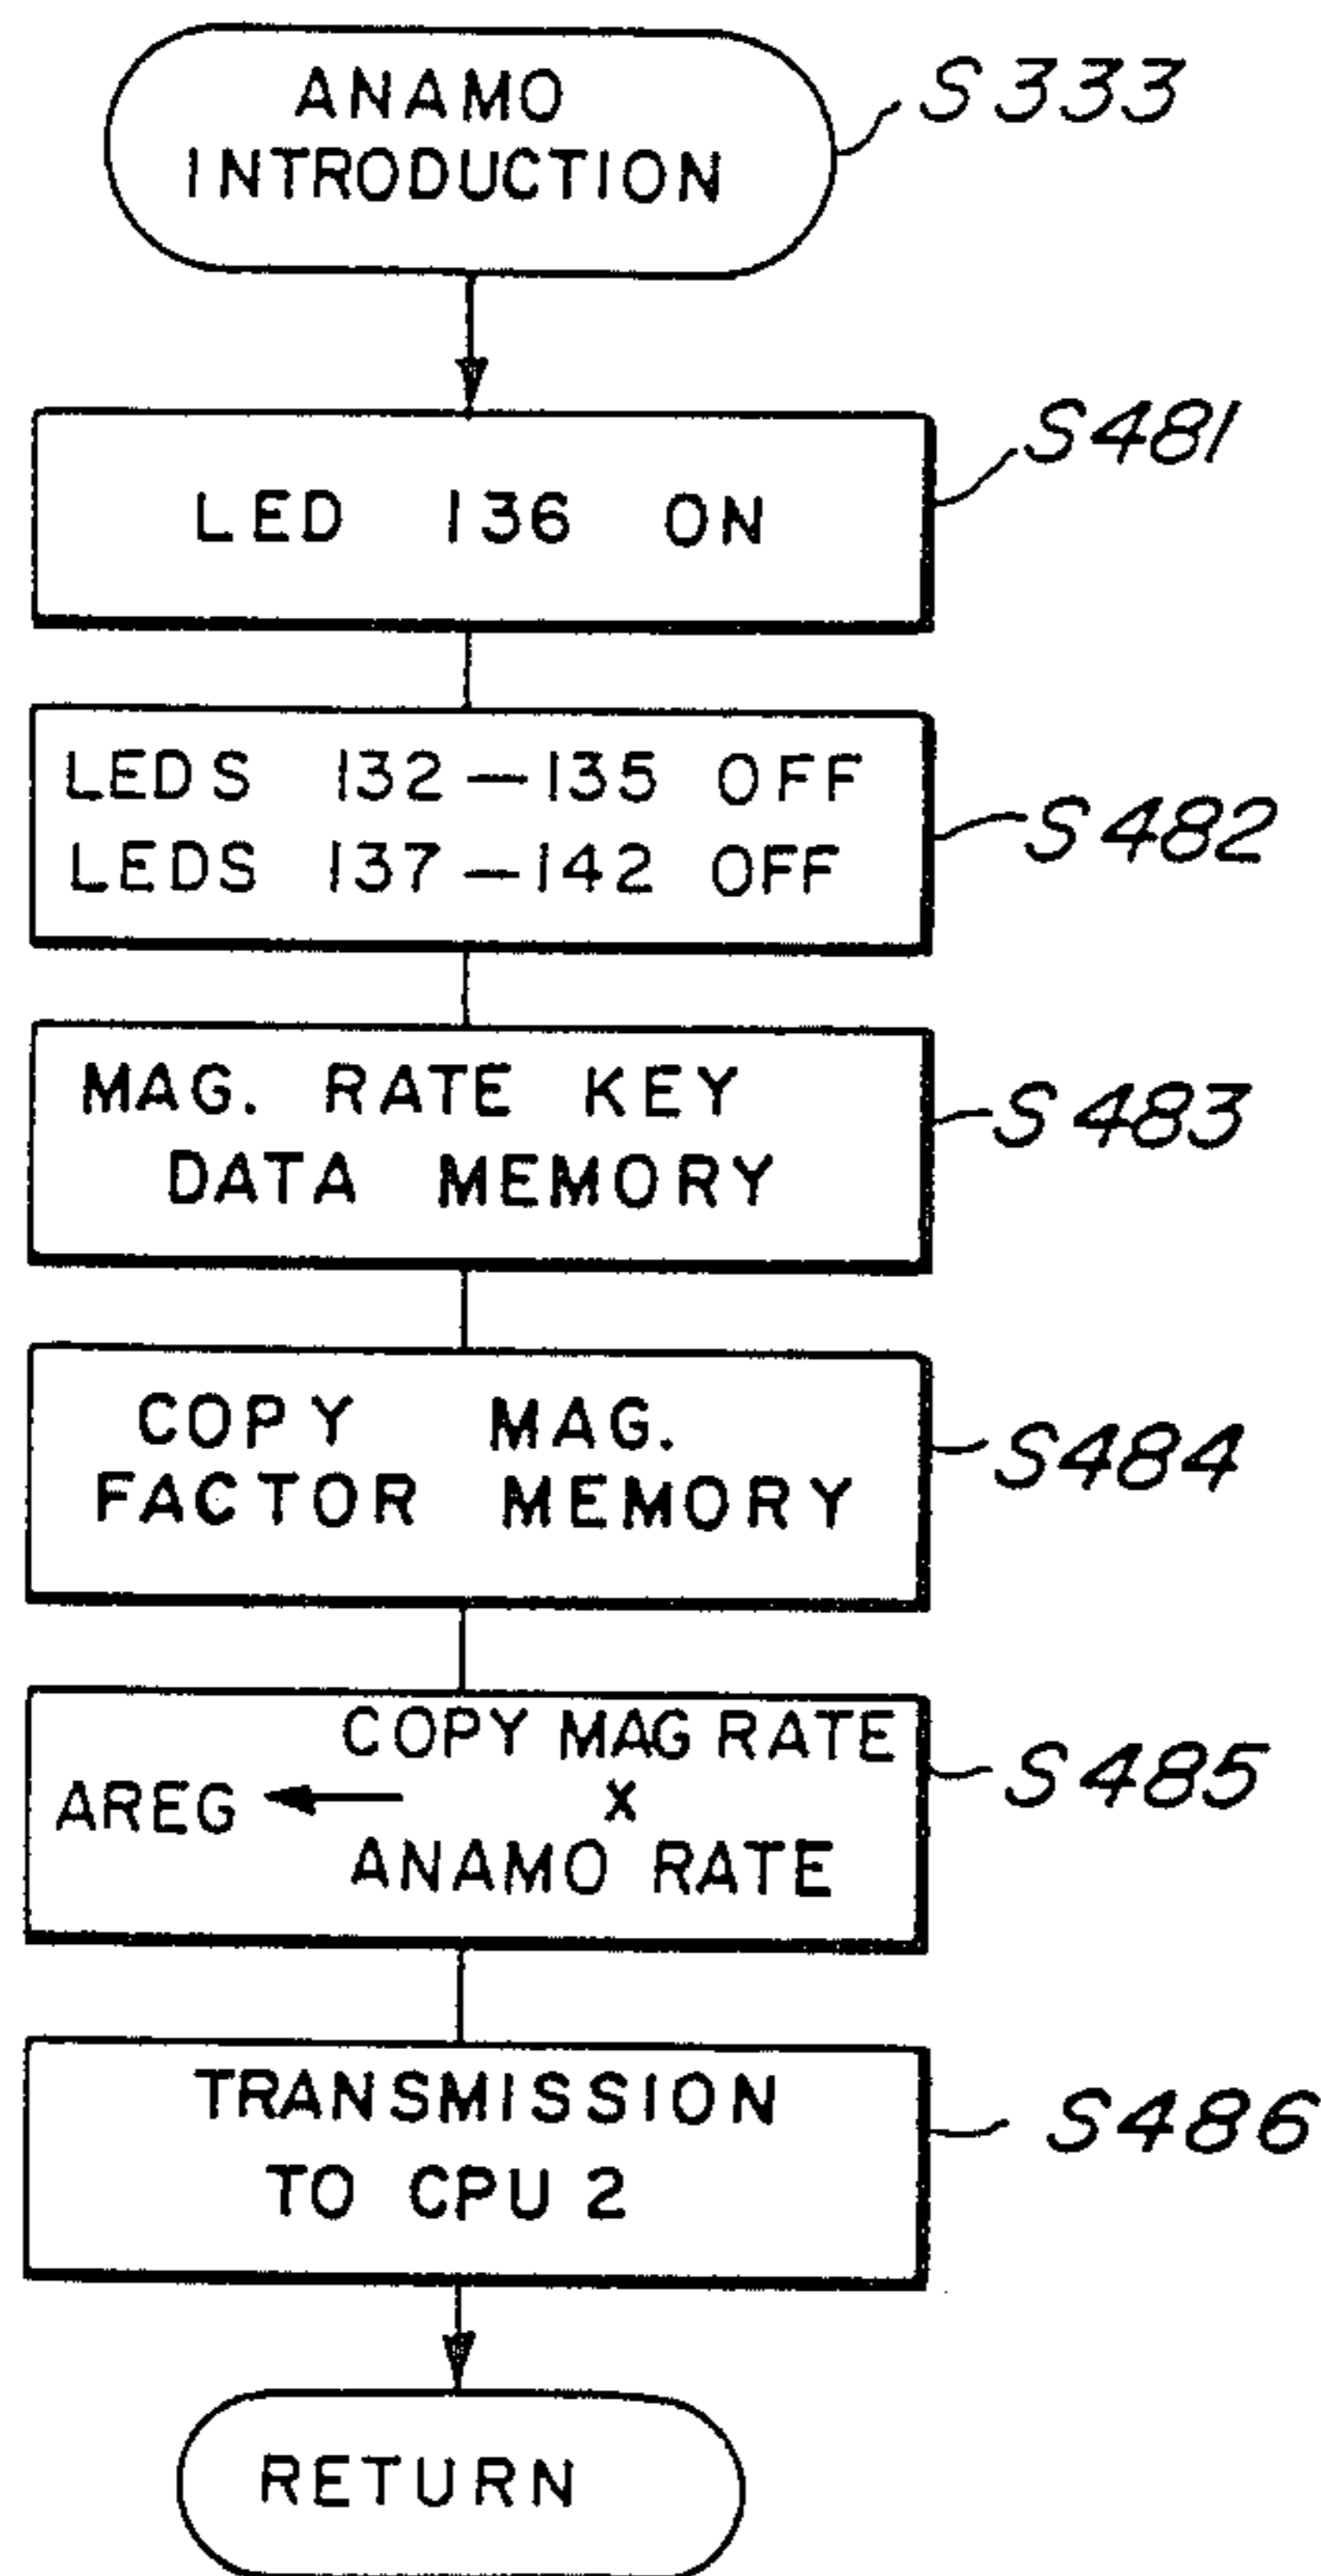 ANAMO
INTRODUCTION
S333
LED 136 ON
S481
LEDS 132-135 OFF
LEDS 137-142 OFF
S482
MAG. RATE KEY
DATA MEMORY
S483
COPY MAG.
FACTOR MEMORY
S484
COPY MAG RATE
AREG ← x
ANAMO RATE
S485
TRANSMISSION
TO CPU 2
S486
RETURN